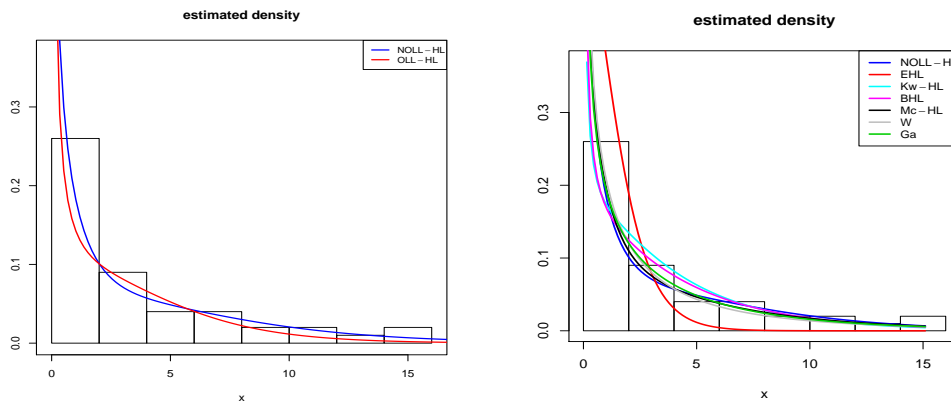 estimated density
NOLL-HL
OLL-HL
0.3
0.2
0.1
0.0
0 5 10 15
x
estimated density
NOLL-H
EHL
Kw-HL
BHL
Mc-HL
W
Ga
0.3
0.2
0.1
0.0
0 5 10 15
x